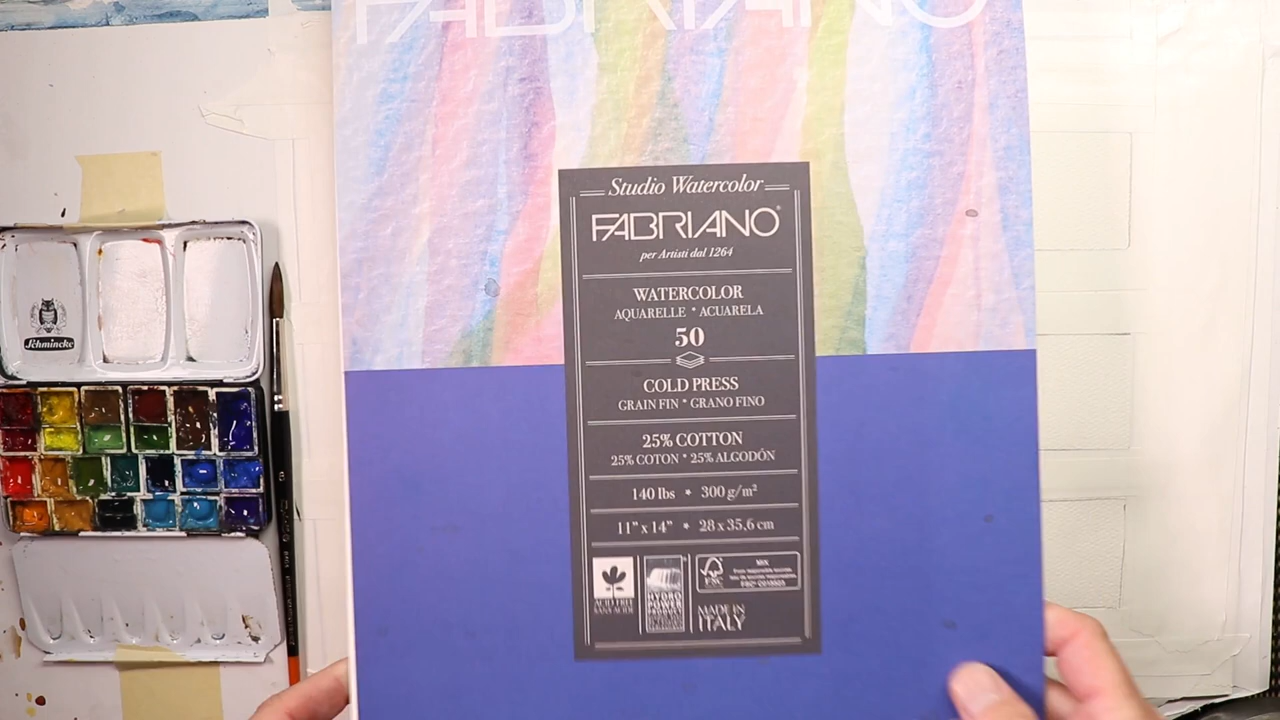 FABRIANO
Studio Watercolor
FABRIANO®
per Artisti dal 1264
WATERCOLOR
AQUARELLE * ACUARELA
50
COLD PRESS
GRAIN FIN * GRANO FINO
25% COTTON
25% COTON * 25% ALGODÓN
140 lbs * 300 g/m²
11” x 14” * 28 x 35,6 cm
ACID FREE
SANS ACIDE
HYDRO
POWER
FSC
MIX
MADE IN
ITALY
Schmincke